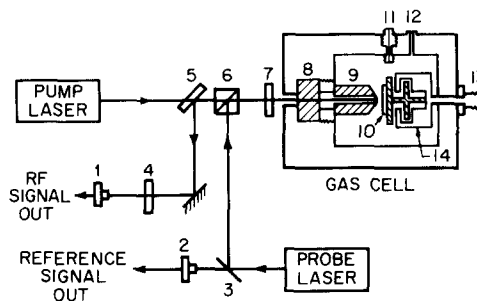 11 12
5 6 7 8 9
PUMP
LASER
10
14
GAS CELL
1 4
RF
SIGNAL
OUT
2
REFERENCE
SIGNAL
OUT
3
PROBE
LASER